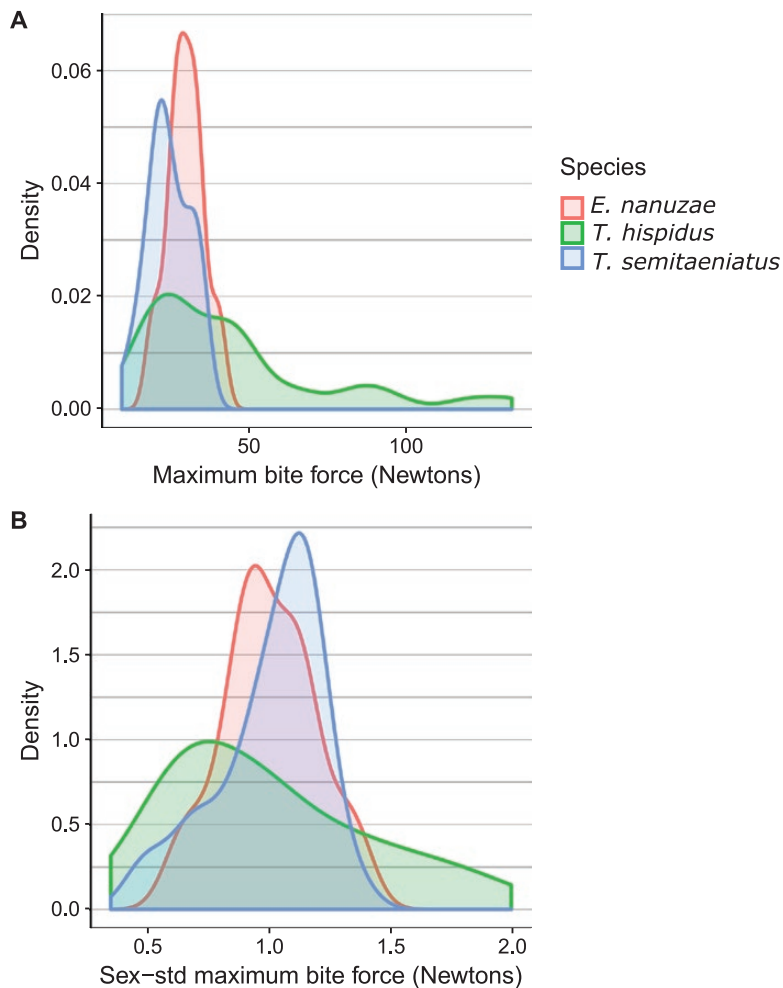 A
0.06
0.04
0.02
0.00
Density
50
100
Maximum bite force (Newtons)
Species
E. nanuzae
T. hispidus
T. semitaeniatus
B
2.0
1.5
1.0
0.5
0.0
Density
0.5
1.0
1.5
2.0
Sex−std maximum bite force (Newtons)